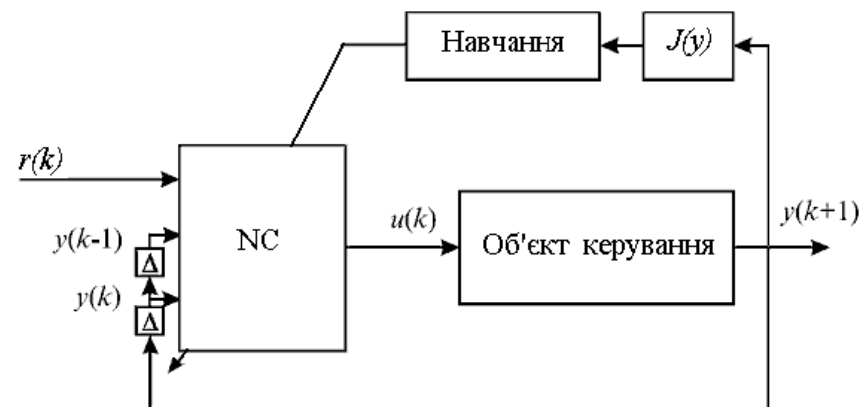 Навчання
J(y)
r(k)
y(k-1)
Δ
y(k)
Δ
NC
u(k)
Об'єкт керування
y(k+1)